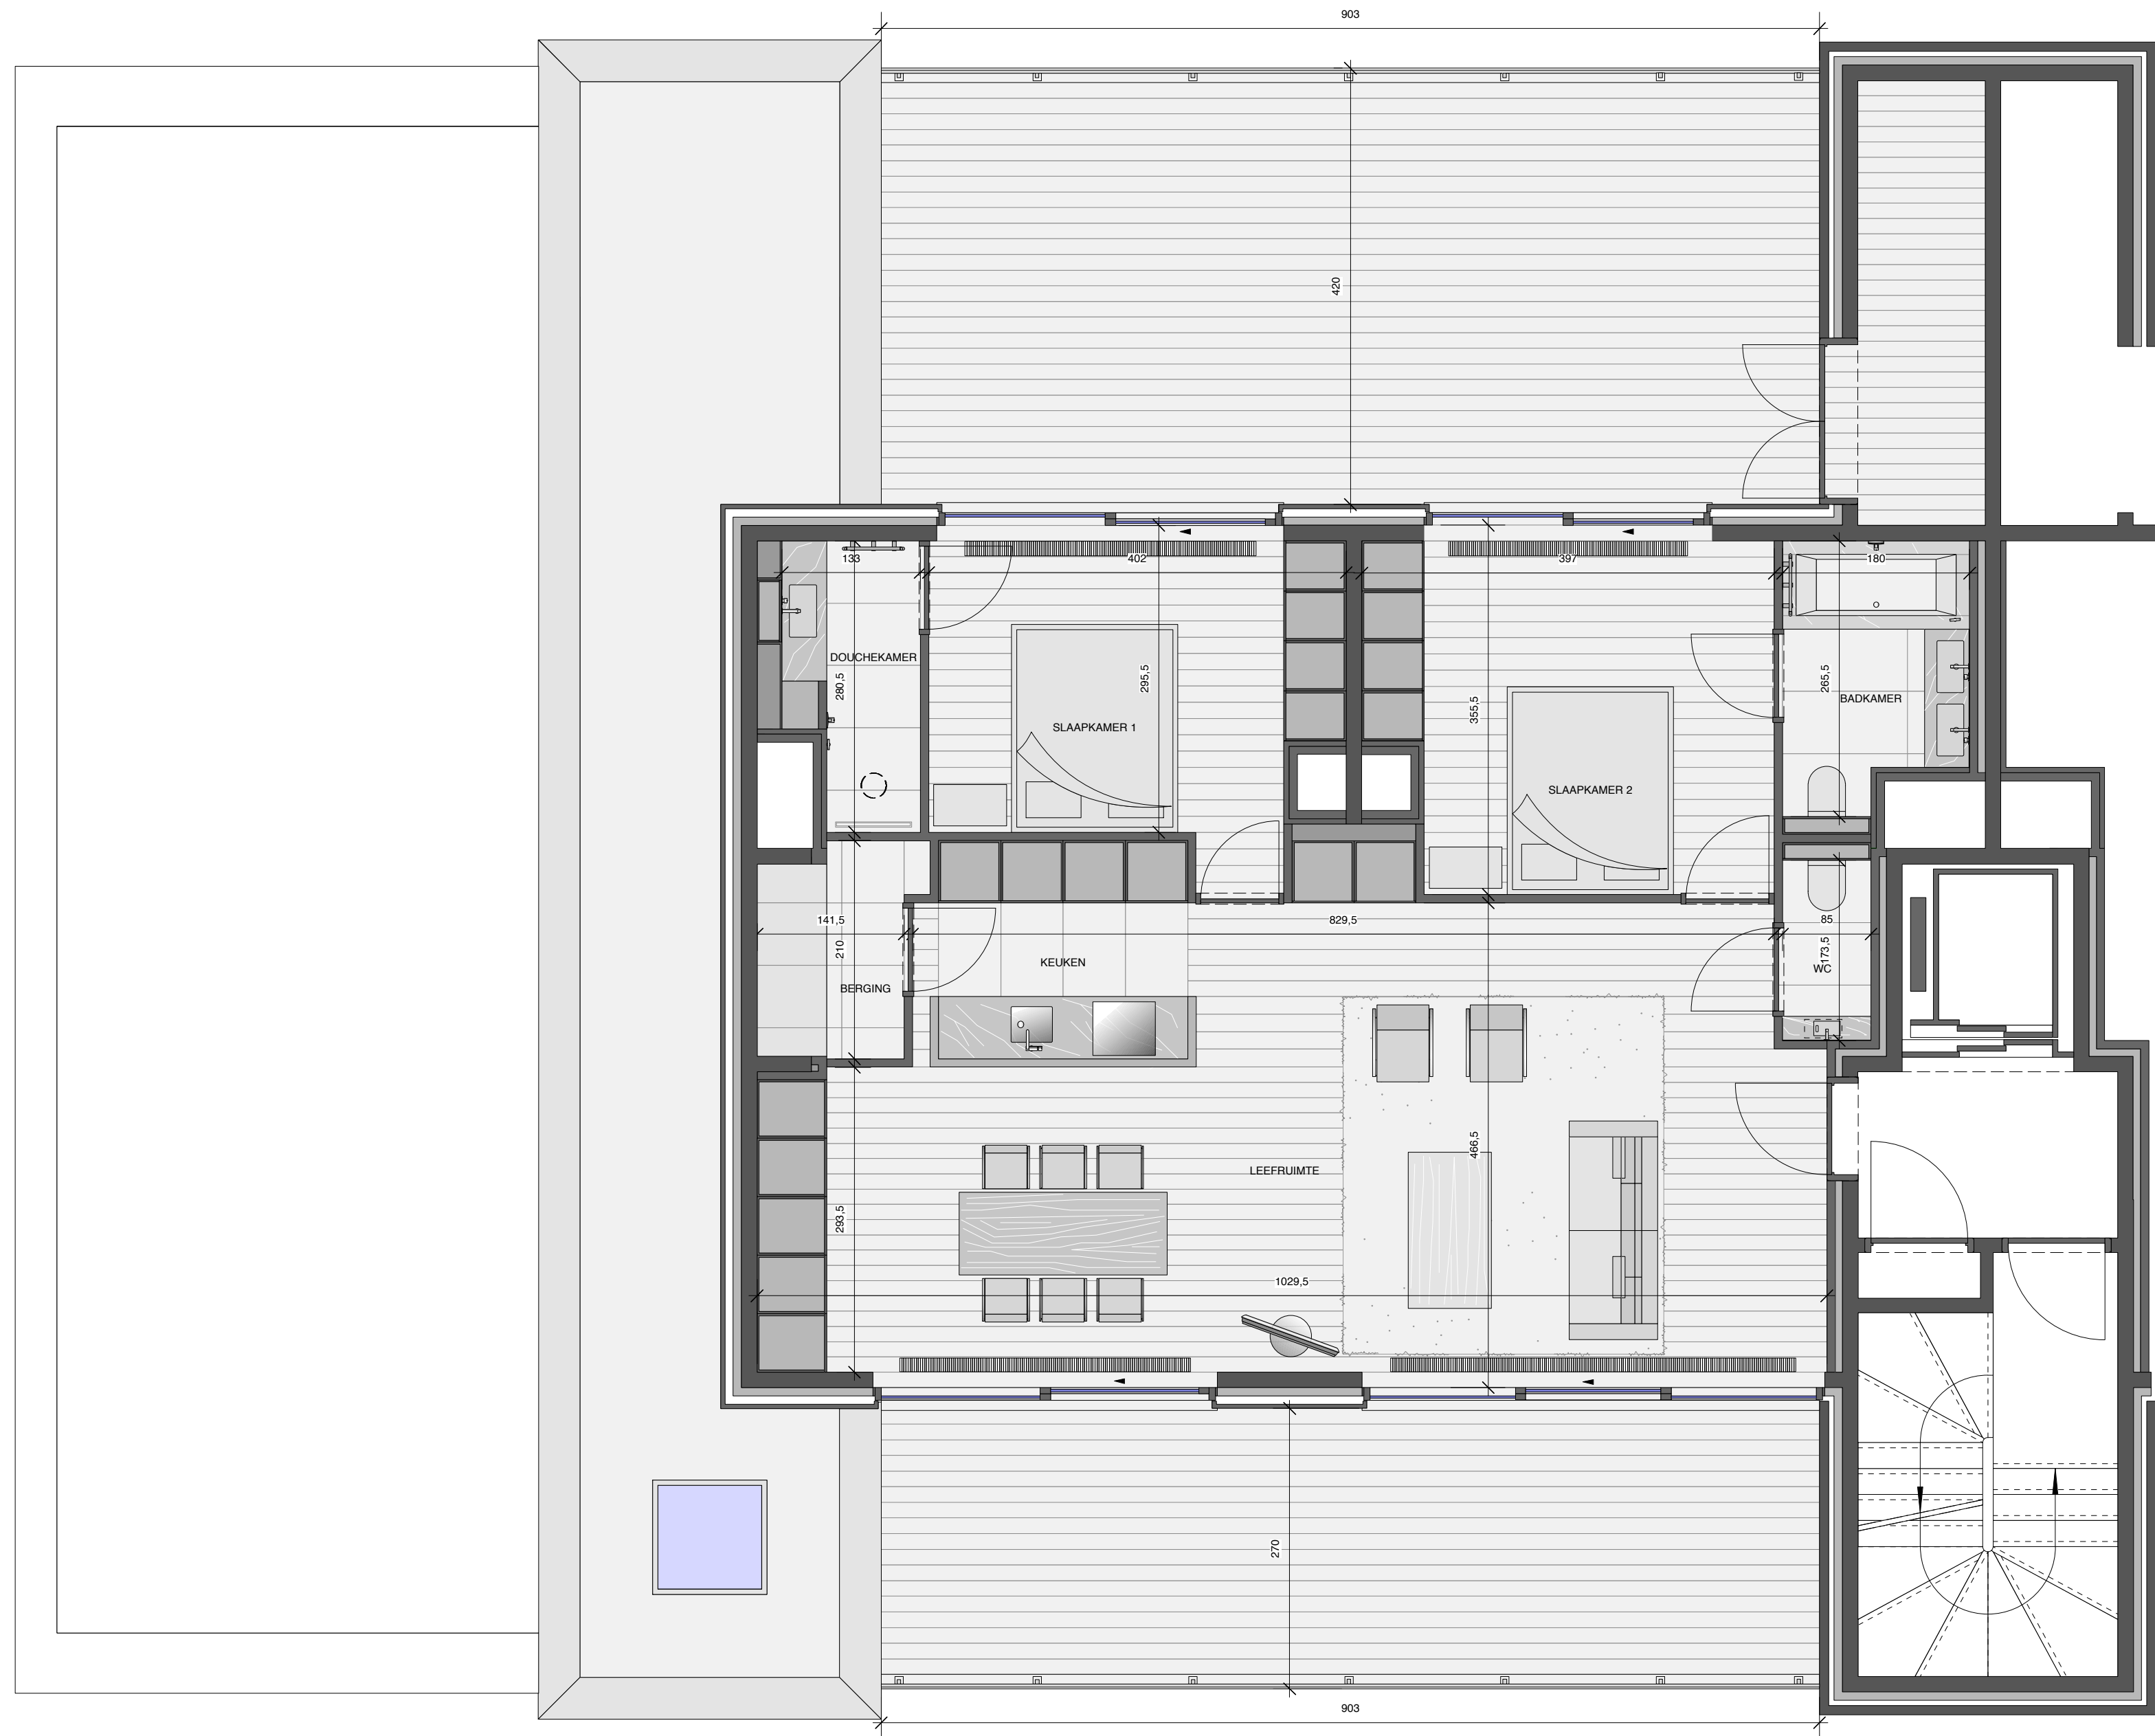 903
420
133
402
397
180
DOUCHEKAMER
280,5
295,5
355,5
265,5
BADKAMER
SLAAPKAMER 1
SLAAPKAMER 2
141,5
829,5
85
210
173,5
KEUKEN
WC
BERGING
466,5
LEEFRUIMTE
293,5
1029,5
270
903